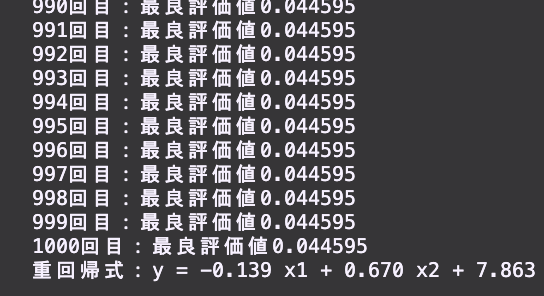 990回目：最良評価値0.044595
991回目：最良評価値0.044595
992回目：最良評価値0.044595
993回目：最良評価値0.044595
994回目：最良評価値0.044595
995回目：最良評価値0.044595
996回目：最良評価値0.044595
997回目：最良評価値0.044595
998回目：最良評価値0.044595
999回目：最良評価値0.044595
1000回目：最良評価値0.044595
重回帰式：y = -0.139 x1 + 0.670 x2 + 7.863